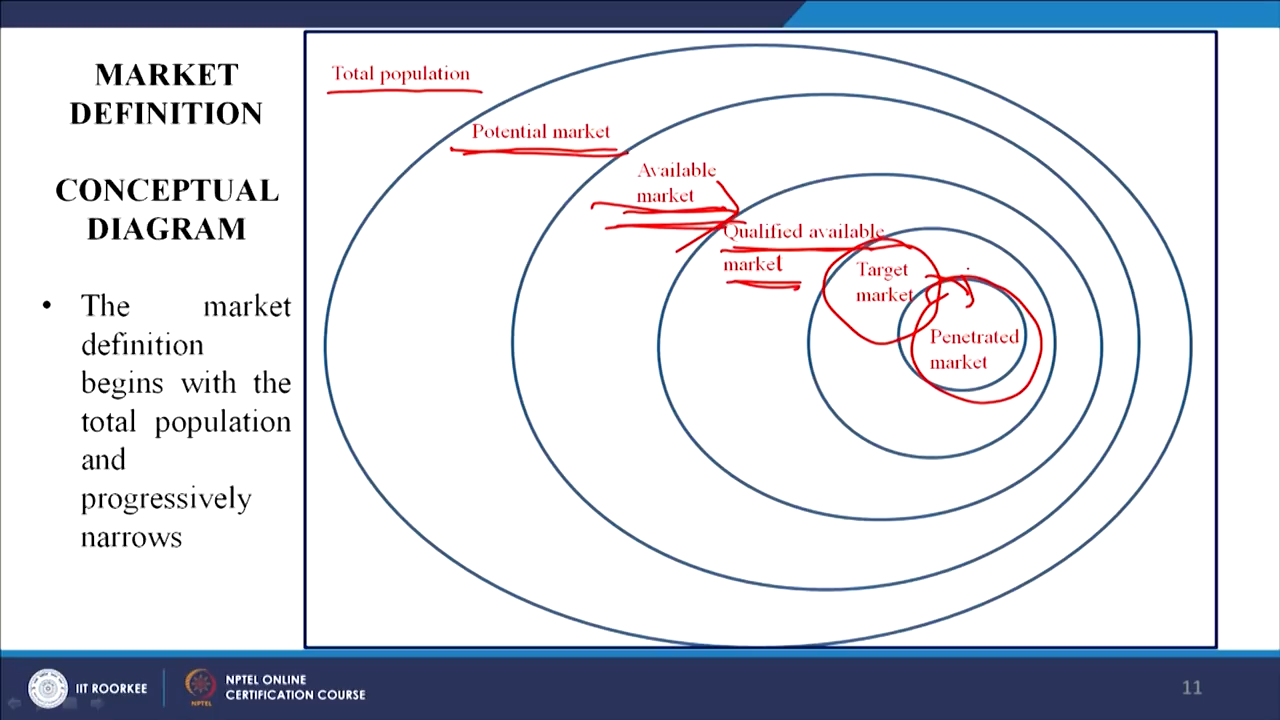 MARKET
DEFINITION
CONCEPTUAL
DIAGRAM
• The market
definition
begins with the
total population
and
progressively
narrows
Total population
Potential market
Available
market
Qualified available
market
Target
market
Penetrated
market
IIT ROORKEE
NPTEL
NPTEL ONLINE
CERTIFICATION COURSE
11